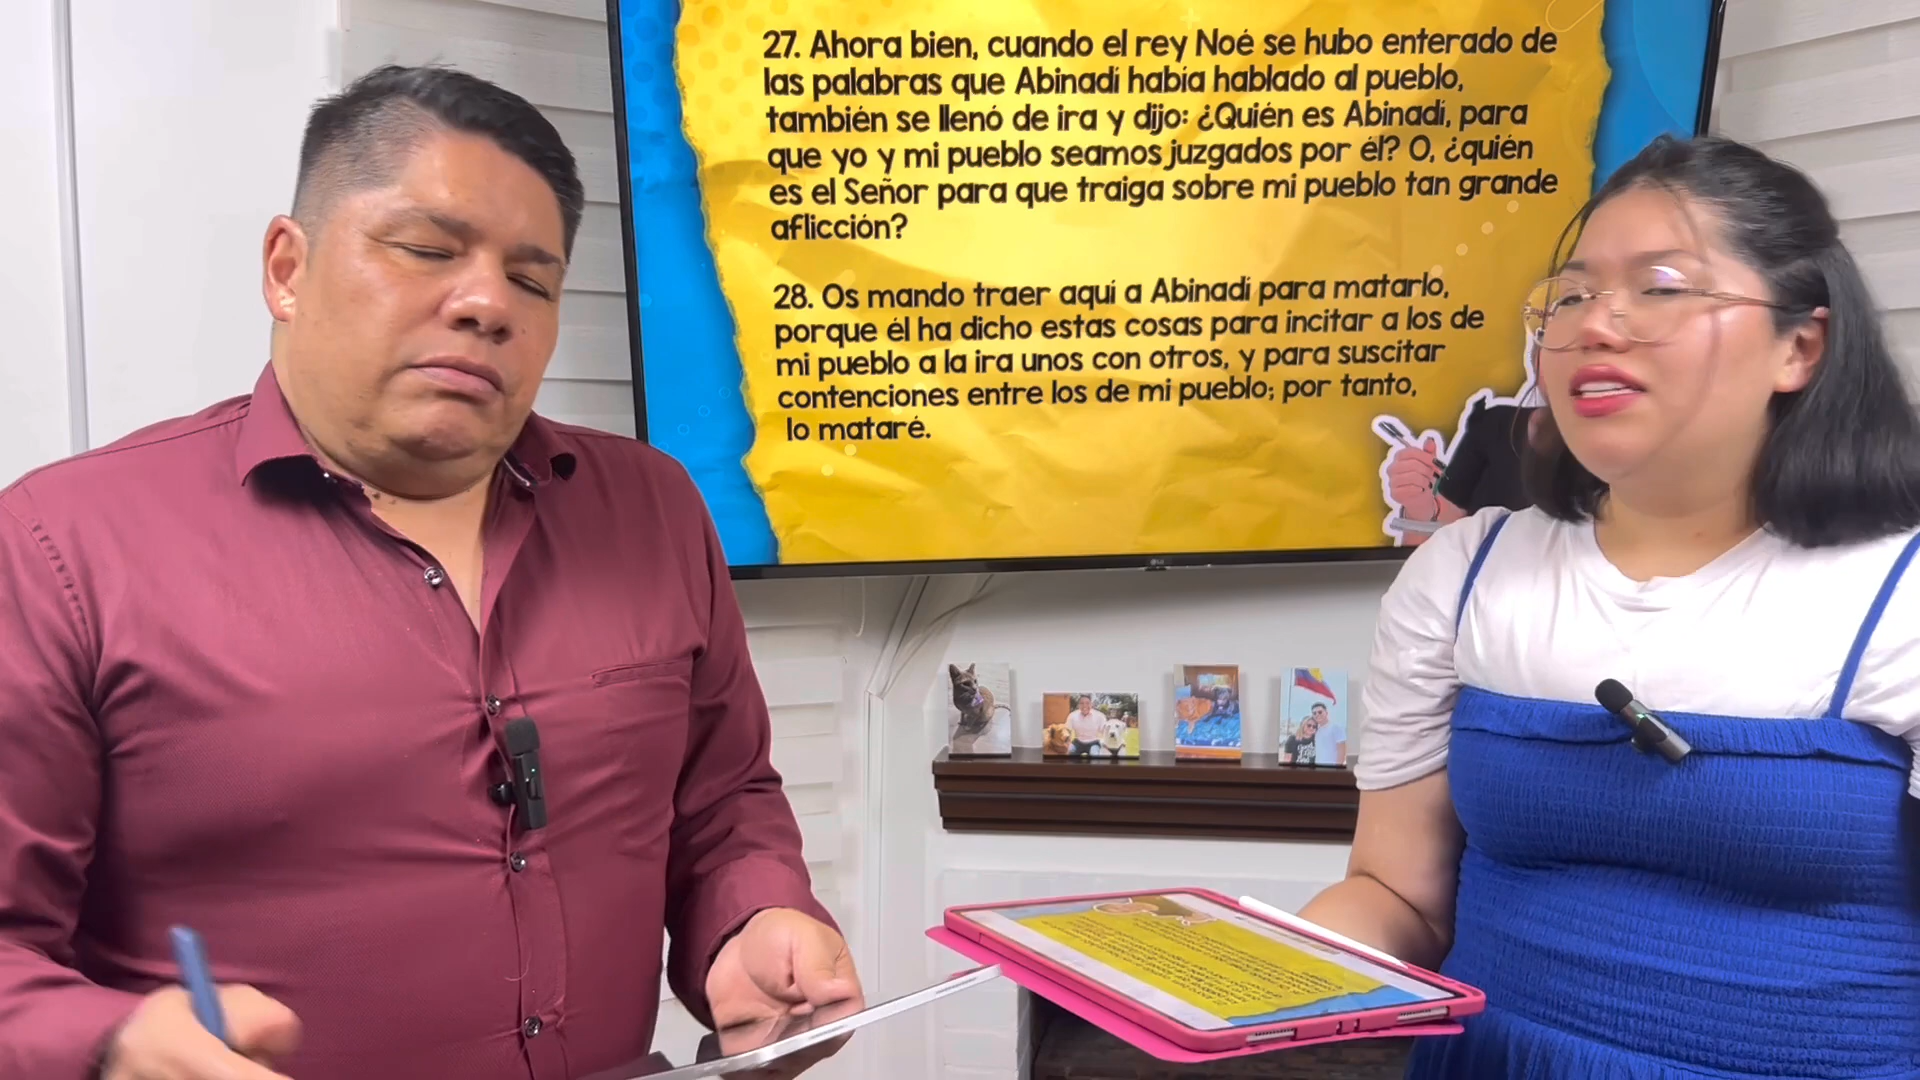 27. Ahora bien, cuando el rey Noé se hubo enterado de
las palabras que Abinadí había hablado al pueblo,
también se llenó de ira y dijo: ¿Quién es Abinadí, para
que yo y mi pueblo seamos juzgados por él? O, ¿quién
es el Señor para que traiga sobre mi pueblo tan grande
aflicción?
28. Os mando traer aquí a Abinadí para matarlo,
porque él ha dicho estas cosas para incitar a los de
mi pueblo a la ira unos con otros, y para suscitar
contenciones entre los de mi pueblo; por tanto,
lo mataré.
LG